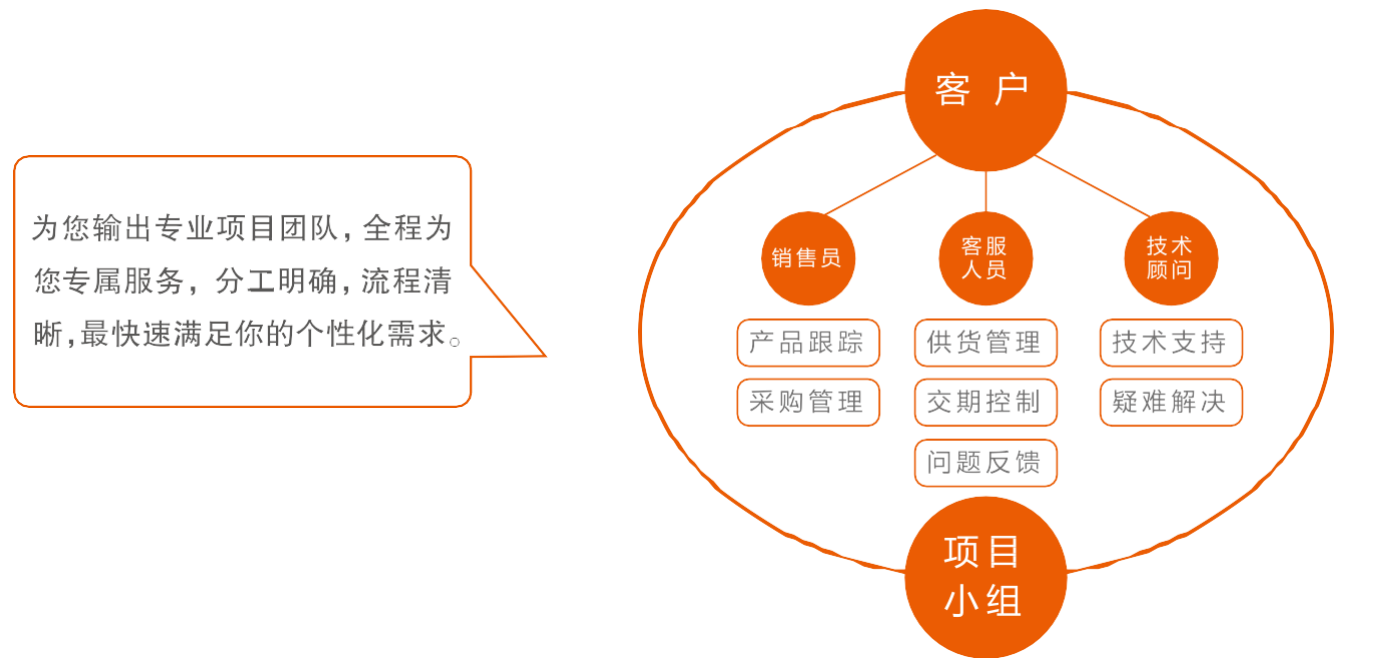 为您输出专业项目团队,全程为
您专属服务,分工明确,流程清
晰,最快速满足你的个性化需求。
客 户
销售员
客服
人员
技术
顾问
产品跟踪
供货管理
技术支持
采购管理
交期控制
疑难解决
问题反馈
项目
小组